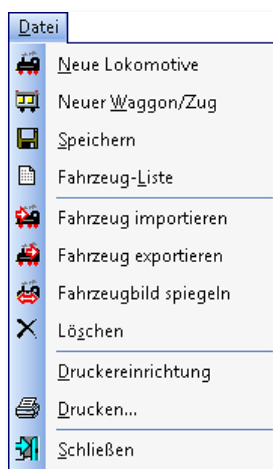 Datei
Neue Lokomotive
Neuer Waggon/Zug
Speichern
Fahrzeug-Liste
Fahrzeug importieren
Fahrzeug exportieren
Fahrzeugbild spiegeln
Löschen
Druckereinrichtung
Drucken...
Schließen